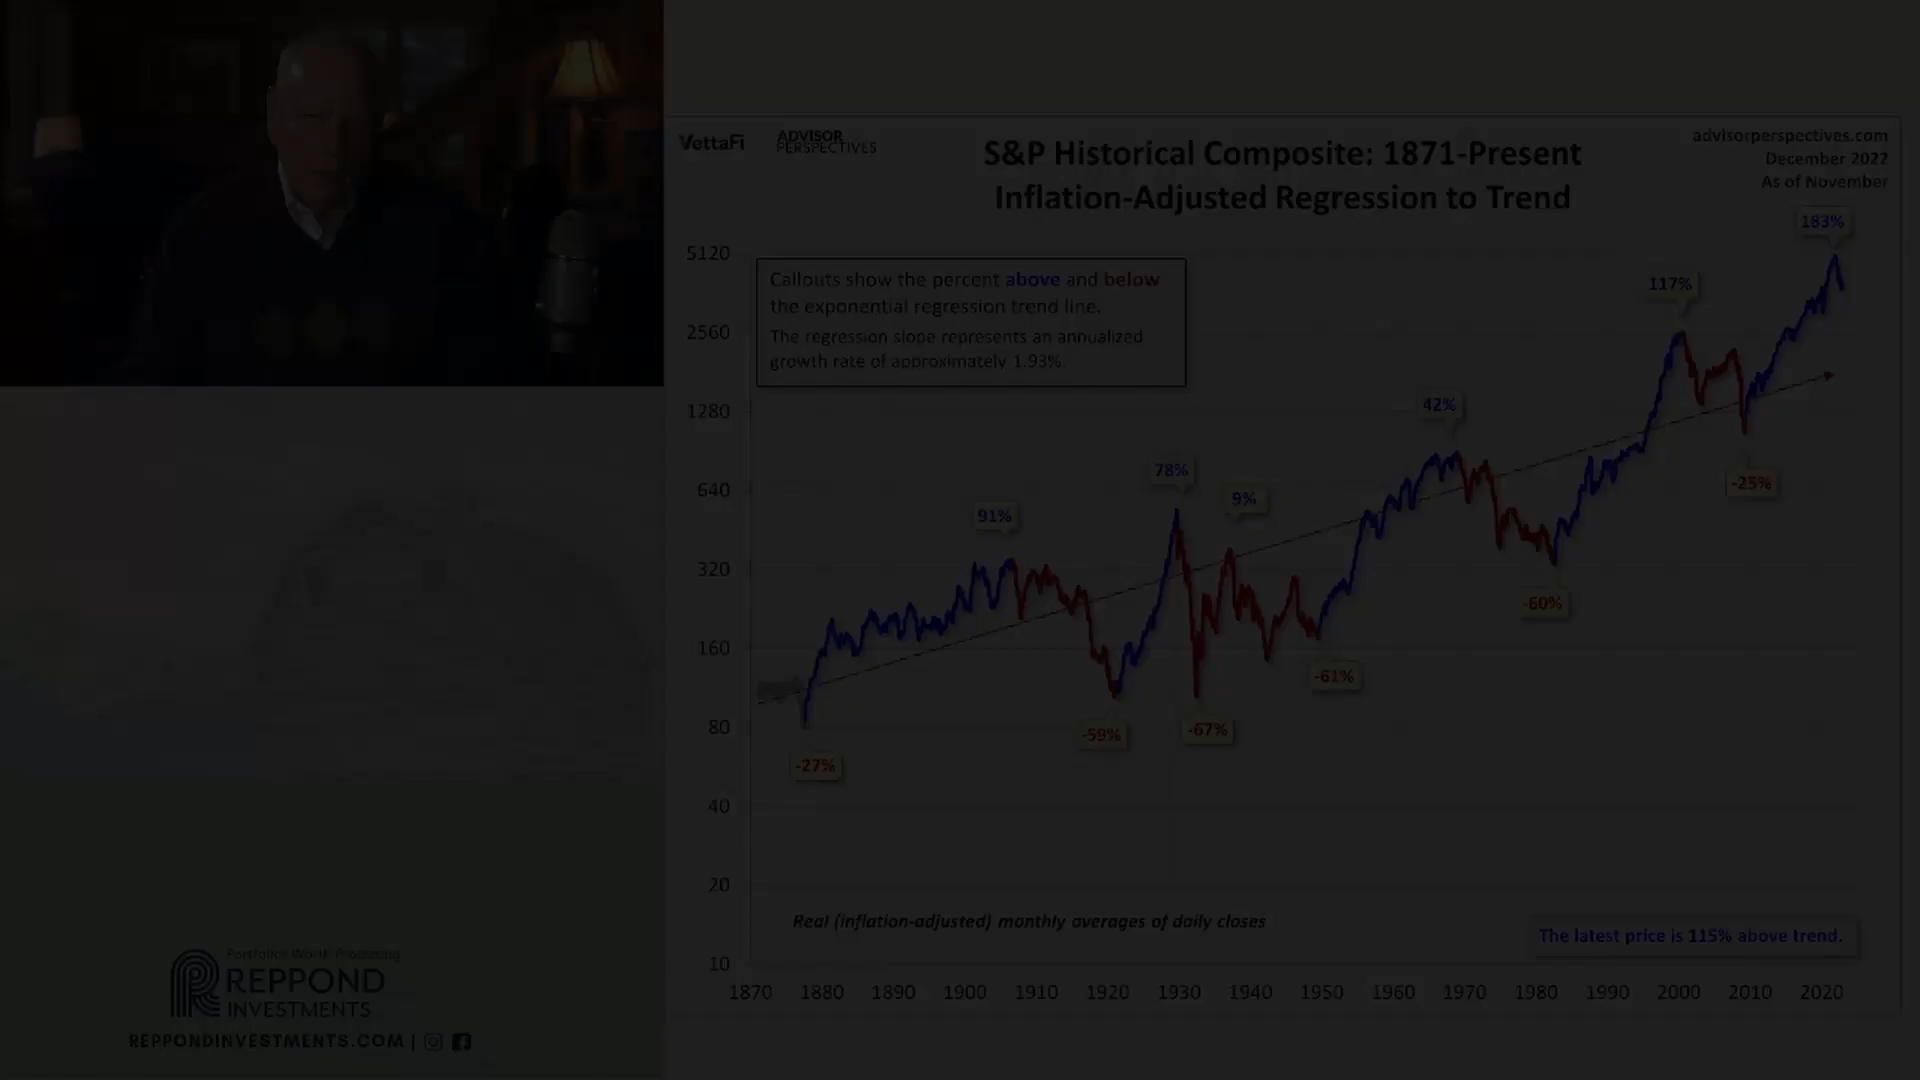 VettaFi
ADVISOR
PERSPECTIVES
S&P Historical Composite: 1871-Present
Inflation-Adjusted Regression to Trend
advisorperspectives.com
December 2022
As of November
Callouts show the percent above and below
the exponential regression trend line.
The regression slope represents an annualized
growth rate of approximately 1.93%.
183%
117%
42%
78%
9%
91%
-25%
-60%
-61%
-67%
-59%
-27%
5120
2560
1280
640
320
160
80
40
20
10
Real (inflation-adjusted) monthly averages of daily closes
The latest price is 115% above trend.
1870 1880 1890 1900 1910 1920 1930 1940 1950 1960 1970 1980 1990 2000 2010 2020
Portfolios Worth Protecting
REPPOND
INVESTMENTS
REPPONDINVESTMENTS.COM |